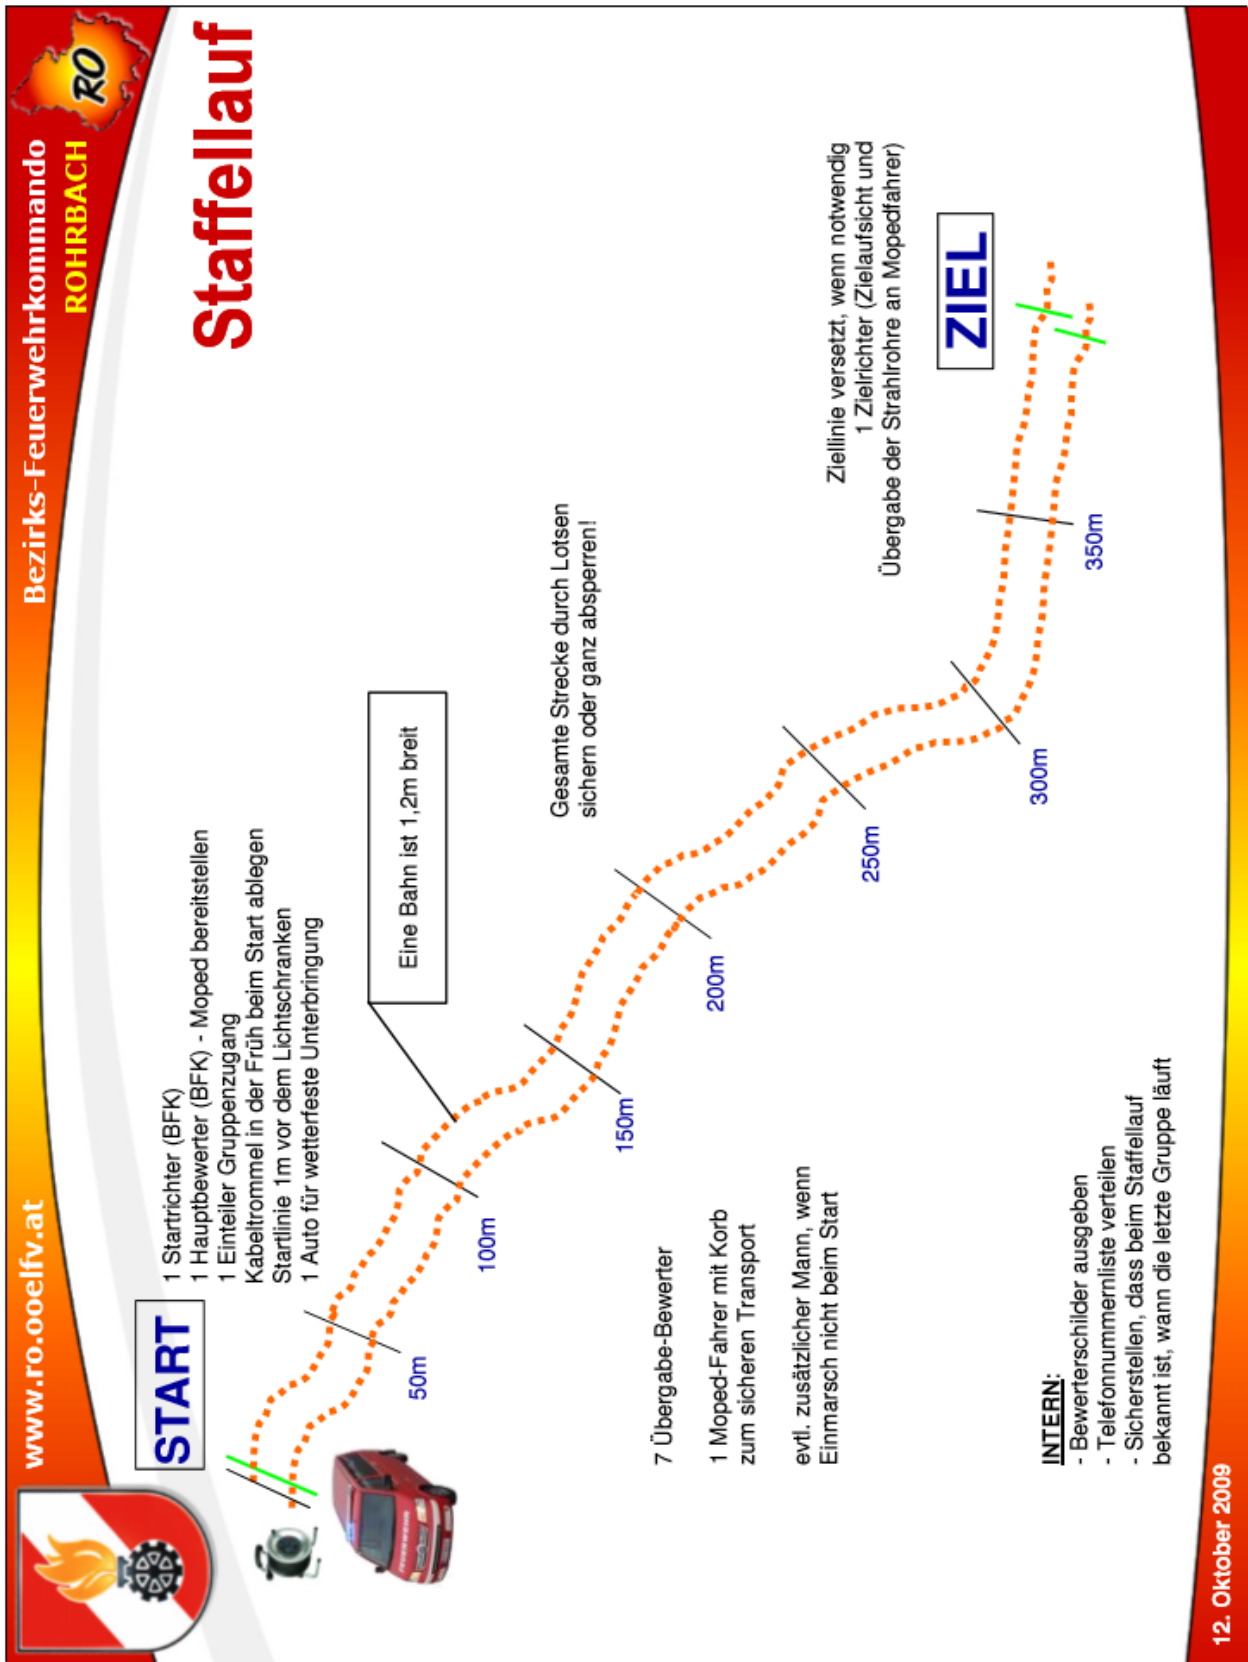 www.ro.ooelfv.at
Bezirks-Feuerwehrkommando
ROHRBACH
RO
Staffellauf
START
1 Startrichter (BFK)
1 Hauptbewerter (BFK) - Moped bereitstellen
1 Einteiler Gruppenzugang
Kabeltrommel in der Früh beim Start ablegen
Startlinie 1m vor dem Lichtschranken
1 Auto für wetterfeste Unterbringung
Eine Bahn ist 1,2m breit
Gesamte Strecke durch Lotsen
sichern oder ganz absperren!
Ziellinie versetzt, wenn notwendig
1 Zielrichter (Zielaufsicht und
Übergabe der Strahlrohre an Mopedfahrer)
ZIEL
50m
100m
150m
200m
250m
300m
350m
FEUERWEHR
7 Übergabe-Bewerter
1 Moped-Fahrer mit Korb
zum sicheren Transport
evtl. zusätzlicher Mann, wenn
Einmarsch nicht beim Start
INTERN:
- Bewerterschilder ausgeben
- Telefonnummernliste verteilen
- Sicherstellen, dass beim Staffellauf
bekannt ist, wann die letzte Gruppe läuft
12. Oktober 2009